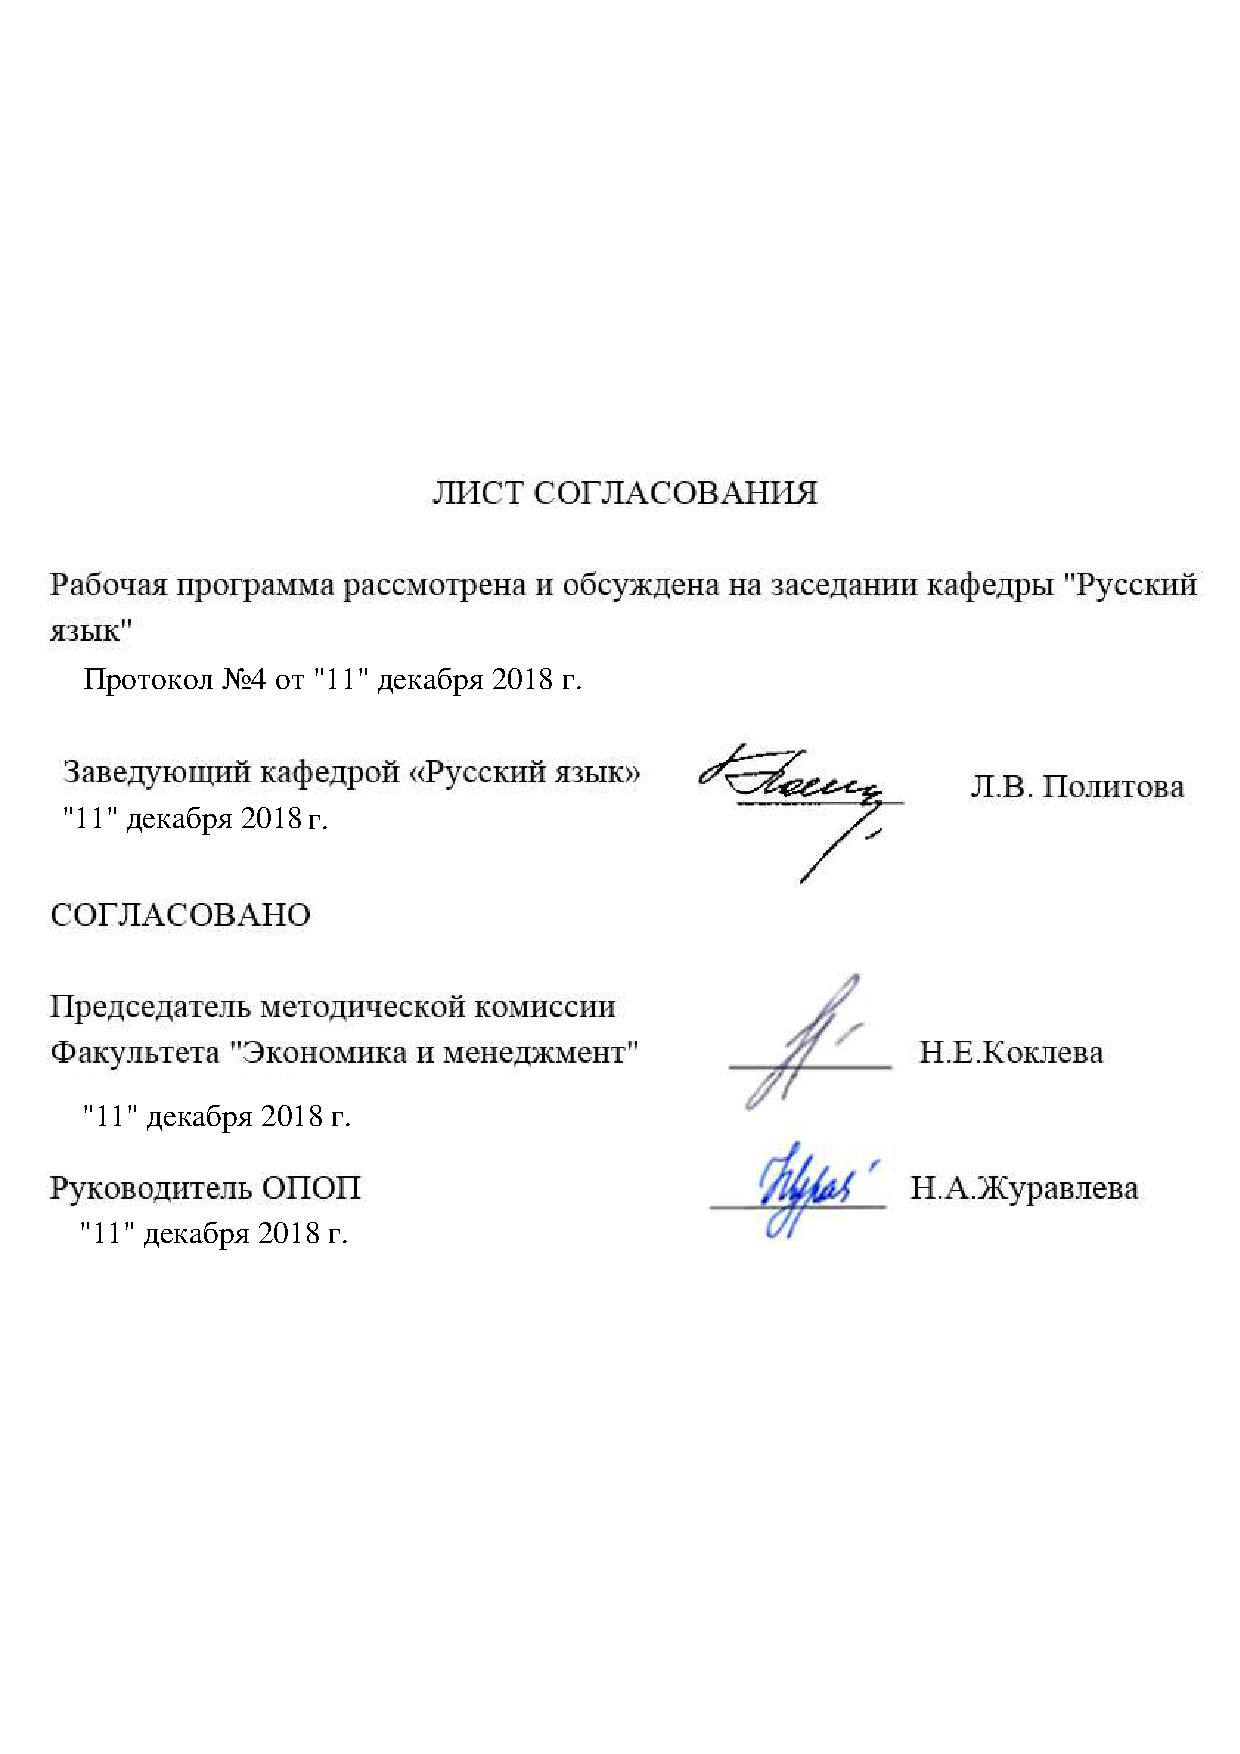 ЛИСТ СОГЛАСОВАНИЯ
Рабочая программа рассмотрена и обсуждена на заседании кафедры "Русский
язык"
Протокол №4 от "11" декабря 2018 г.
Заведующий кафедрой «Русский язык» Л.В. Политова
"11" декабря 2018 г.
СОГЛАСОВАНО
Председатель методической комиссии
Факультета "Экономика и менеджмент" Н.Е.Коклева
"11" декабря 2018 г.
Руководитель ОПОП Н.А.Журавлева
"11" декабря 2018 г.